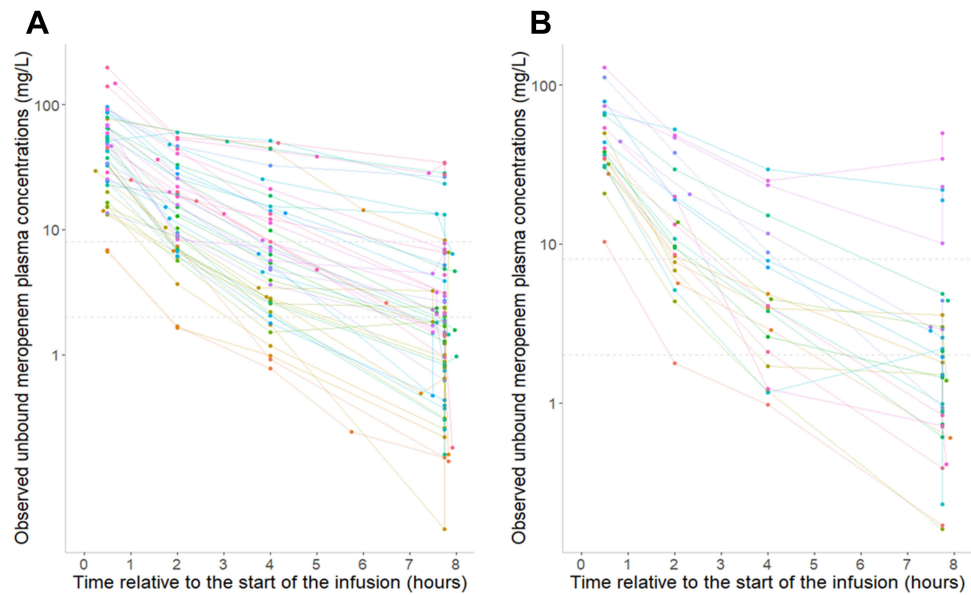 A
B
Observed unbound meropenem plasma concentrations (mg/L)
100
10
1
0 1 2 3 4 5 6 7 8
Time relative to the start of the infusion (hours)
Observed unbound meropenem plasma concentrations (mg/L)
100
10
1
0 1 2 3 4 5 6 7 8
Time relative to the start of the infusion (hours)